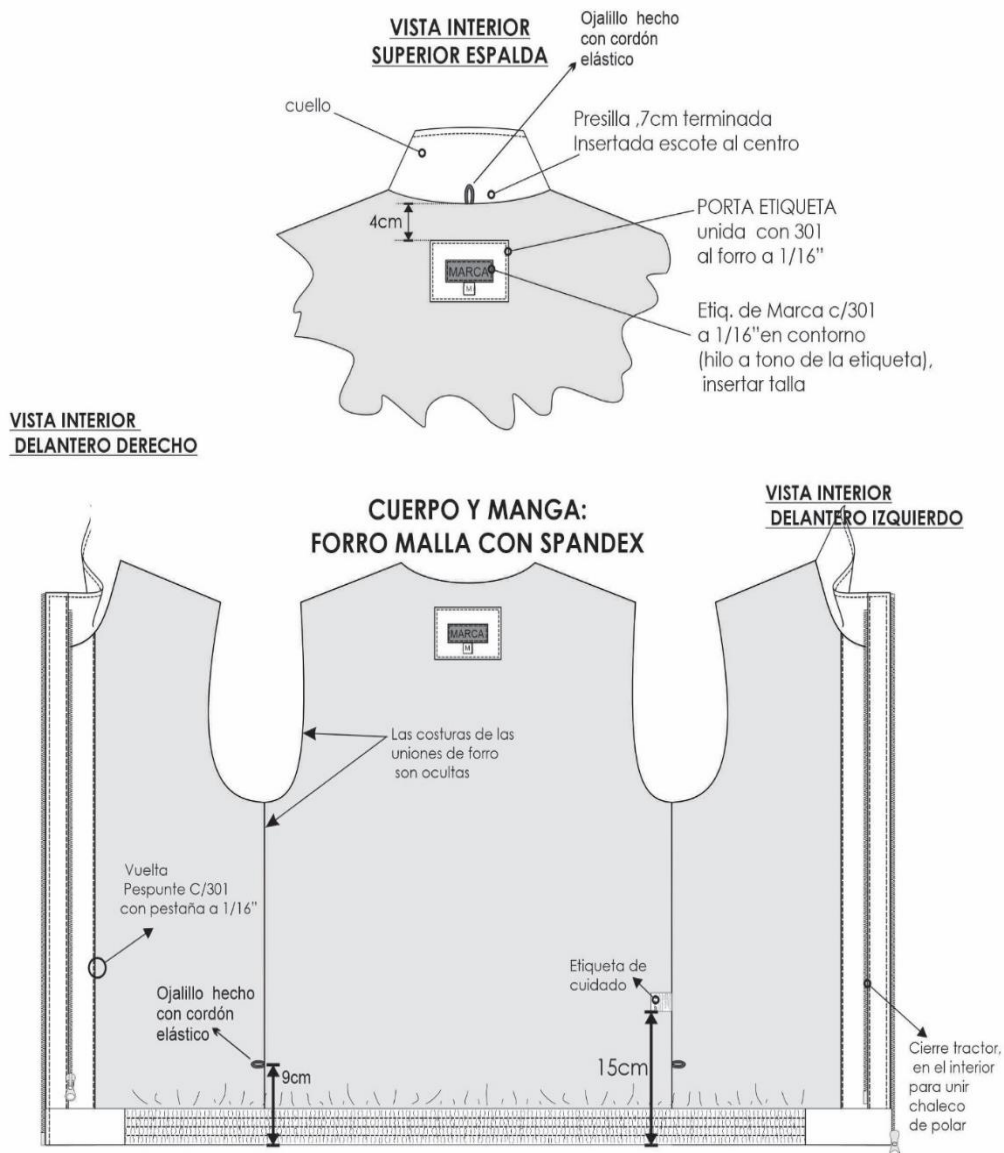 VISTA INTERIOR
SUPERIOR ESPALDA
Ojalillo hecho
con cordón
elástico
cuello
Presilla ,7cm terminada
Insertada escote al centro
4cm
PORTA ETIQUETA
unida con 301
al forro a 1/16"
MARCA
M
Etiq. de Marca c/301
a 1/16"en contorno
(hilo a tono de la etiqueta),
insertar talla
VISTA INTERIOR
DELANTERO DERECHO
CUERPO Y MANGA:
FORRO MALLA CON SPANDEX
VISTA INTERIOR
DELANTERO IZQUIERDO
MARCA
M
Las costuras de las
uniones de forro
son ocultas
Vuelta
Pespunte C/301
con pestaña a 1/16"
Ojalillo hecho
con cordón
elástico
9cm
Etiqueta de
cuidado
15cm
Cierre tractor,
en el interior
para unir
chaleco
de polar